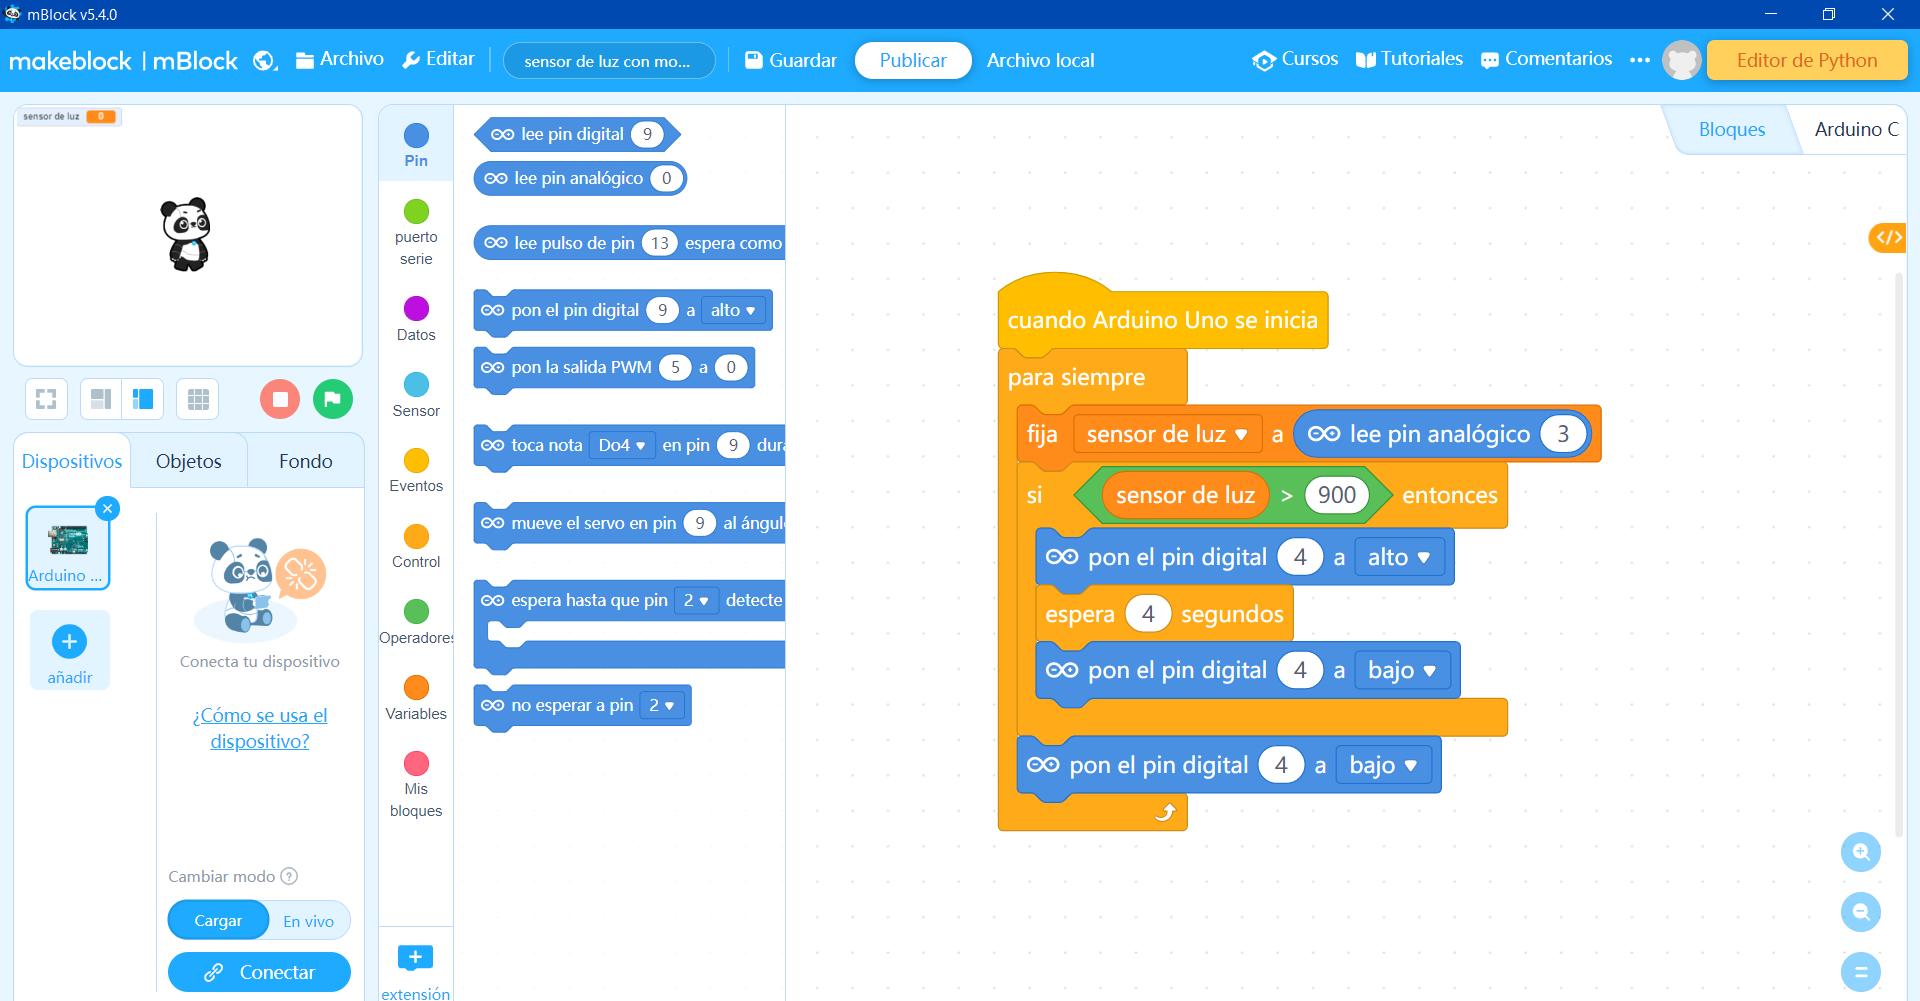 mBlock v5.4.0
makeblock | mBlock
Archivo
Editar
sensor de luz con mo...
Guardar
Publicar
Archivo local
Cursos
Tutoriales
Comentarios
Editor de Python
sensor de luz 0
Dispositivos
Objetos
Fondo
Arduino ...
añadir
Conecta tu dispositivo
¿Cómo se usa el
dispositivo?
Cambiar modo ?
Cargar
En vivo
Conectar
Pin
puerto
serie
Datos
Sensor
Eventos
Control
Operadores
Variables
Mis
bloques
extensión
lee pin digital 9
lee pin analógico 0
lee pulso de pin 13 espera como
pon el pin digital 9 a alto
pon la salida PWM 5 a 0
toca nota Do4 en pin 9 dura
mueve el servo en pin 9 al ángul
espera hasta que pin 2 detecte
no esperar a pin 2
Bloques
Arduino C
</>
cuando Arduino Uno se inicia
para siempre
fija sensor de luz a lee pin analógico 3
si sensor de luz > 900 entonces
pon el pin digital 4 a alto
espera 4 segundos
pon el pin digital 4 a bajo
pon el pin digital 4 a bajo